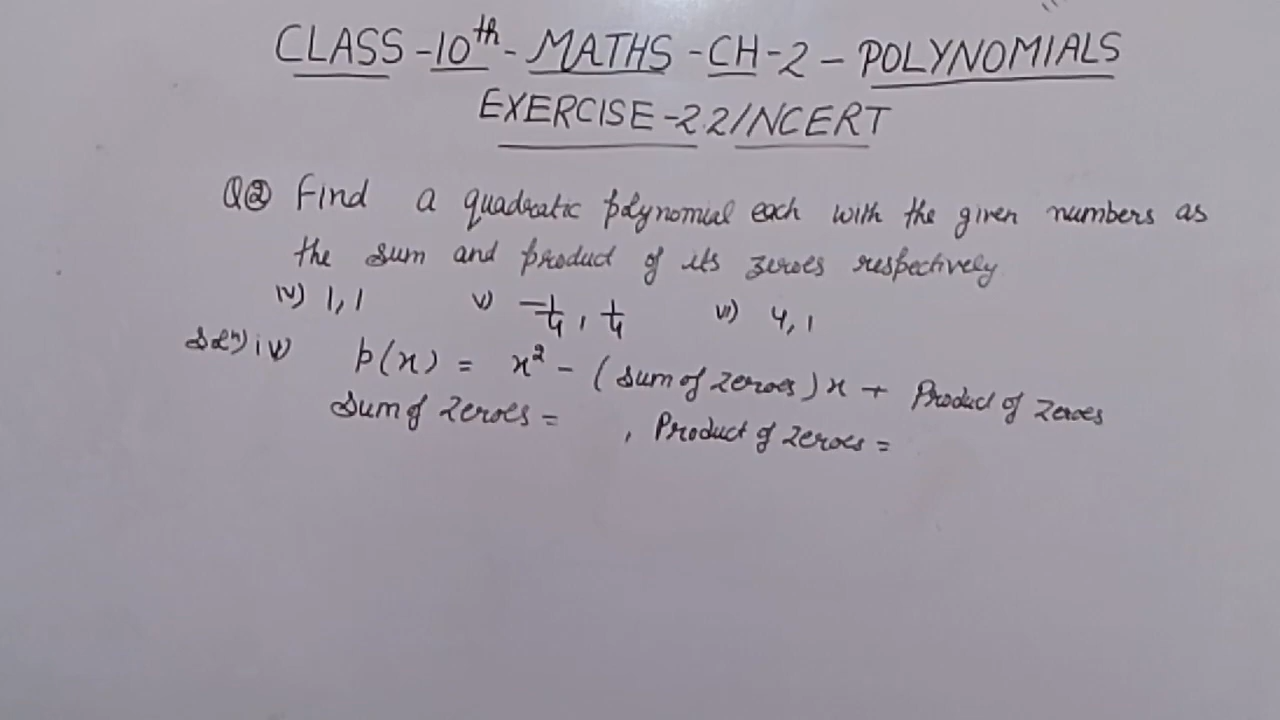 CLASS-10th-MATHS-CH-2-POLYNOMIALS
EXERCISE-2.2/NCERT
Q② Find a quadratic polynomial each with the given numbers as
the sum and product of its zeroes respectively
iv) 1,1 v) -1/4, 1/4 vi) 4,1
Solⁿ) iv) p(x) = x² - (Sum of zeroes)x + Product of zeroes
Sum of zeroes = , Product of zeroes =